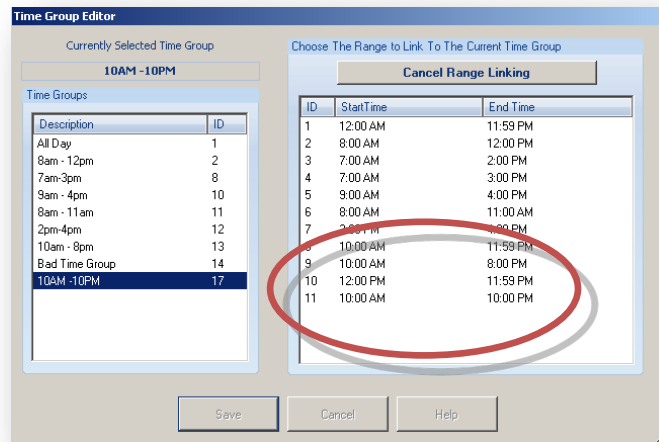 Time Group Editor
Currently Selected Time Group
10AM -10PM
Time Groups
Description ID
All Day 1
8am - 12pm 2
7am-3pm 8
9am - 4pm 10
8am - 11am 11
2pm-4pm 12
10am - 8pm 13
Bad Time Group 14
10AM -10PM 17
Choose The Range to Link To The Current Time Group
Cancel Range Linking
ID StartTime End Time
1 12:00 AM 11:59 PM
2 8:00 AM 12:00 PM
3 7:00 AM 2:00 PM
4 7:00 AM 3:00 PM
5 9:00 AM 4:00 PM
6 8:00 AM 11:00 AM
7 PM PM
10:00 AM 11:59 PM
9 10:00 AM 8:00 PM
10 12:00 PM 11:59 PM
11 10:00 AM 10:00 PM
Save Cancel Help